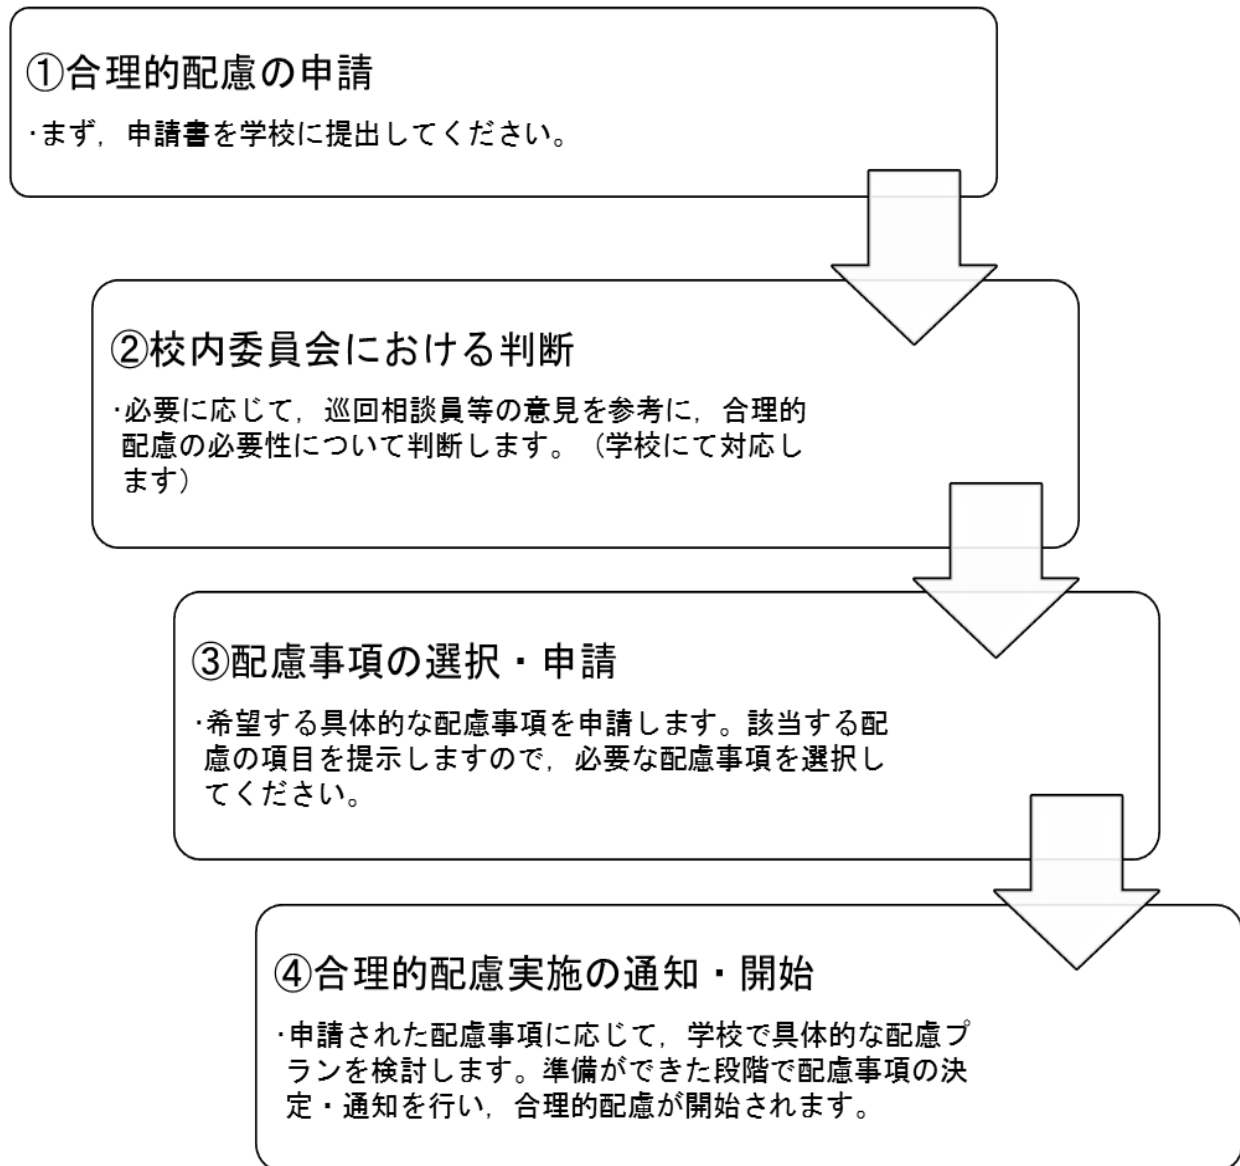 ①合理的配慮の申請
・まず，申請書を学校に提出してください。
②校内委員会における判断
・必要に応じて，巡回相談員等の意見を参考に，合理的
配慮の必要性について判断します。（学校にて対応し
ます）
③配慮事項の選択・申請
・希望する具体的な配慮事項を申請します。該当する配
慮の項目を提示しますので，必要な配慮事項を選択し
てください。
④合理的配慮実施の通知・開始
・申請された配慮事項に応じて，学校で具体的な配慮プ
ランを検討します。準備ができた段階で配慮事項の決
定・通知を行い，合理的配慮が開始されます。